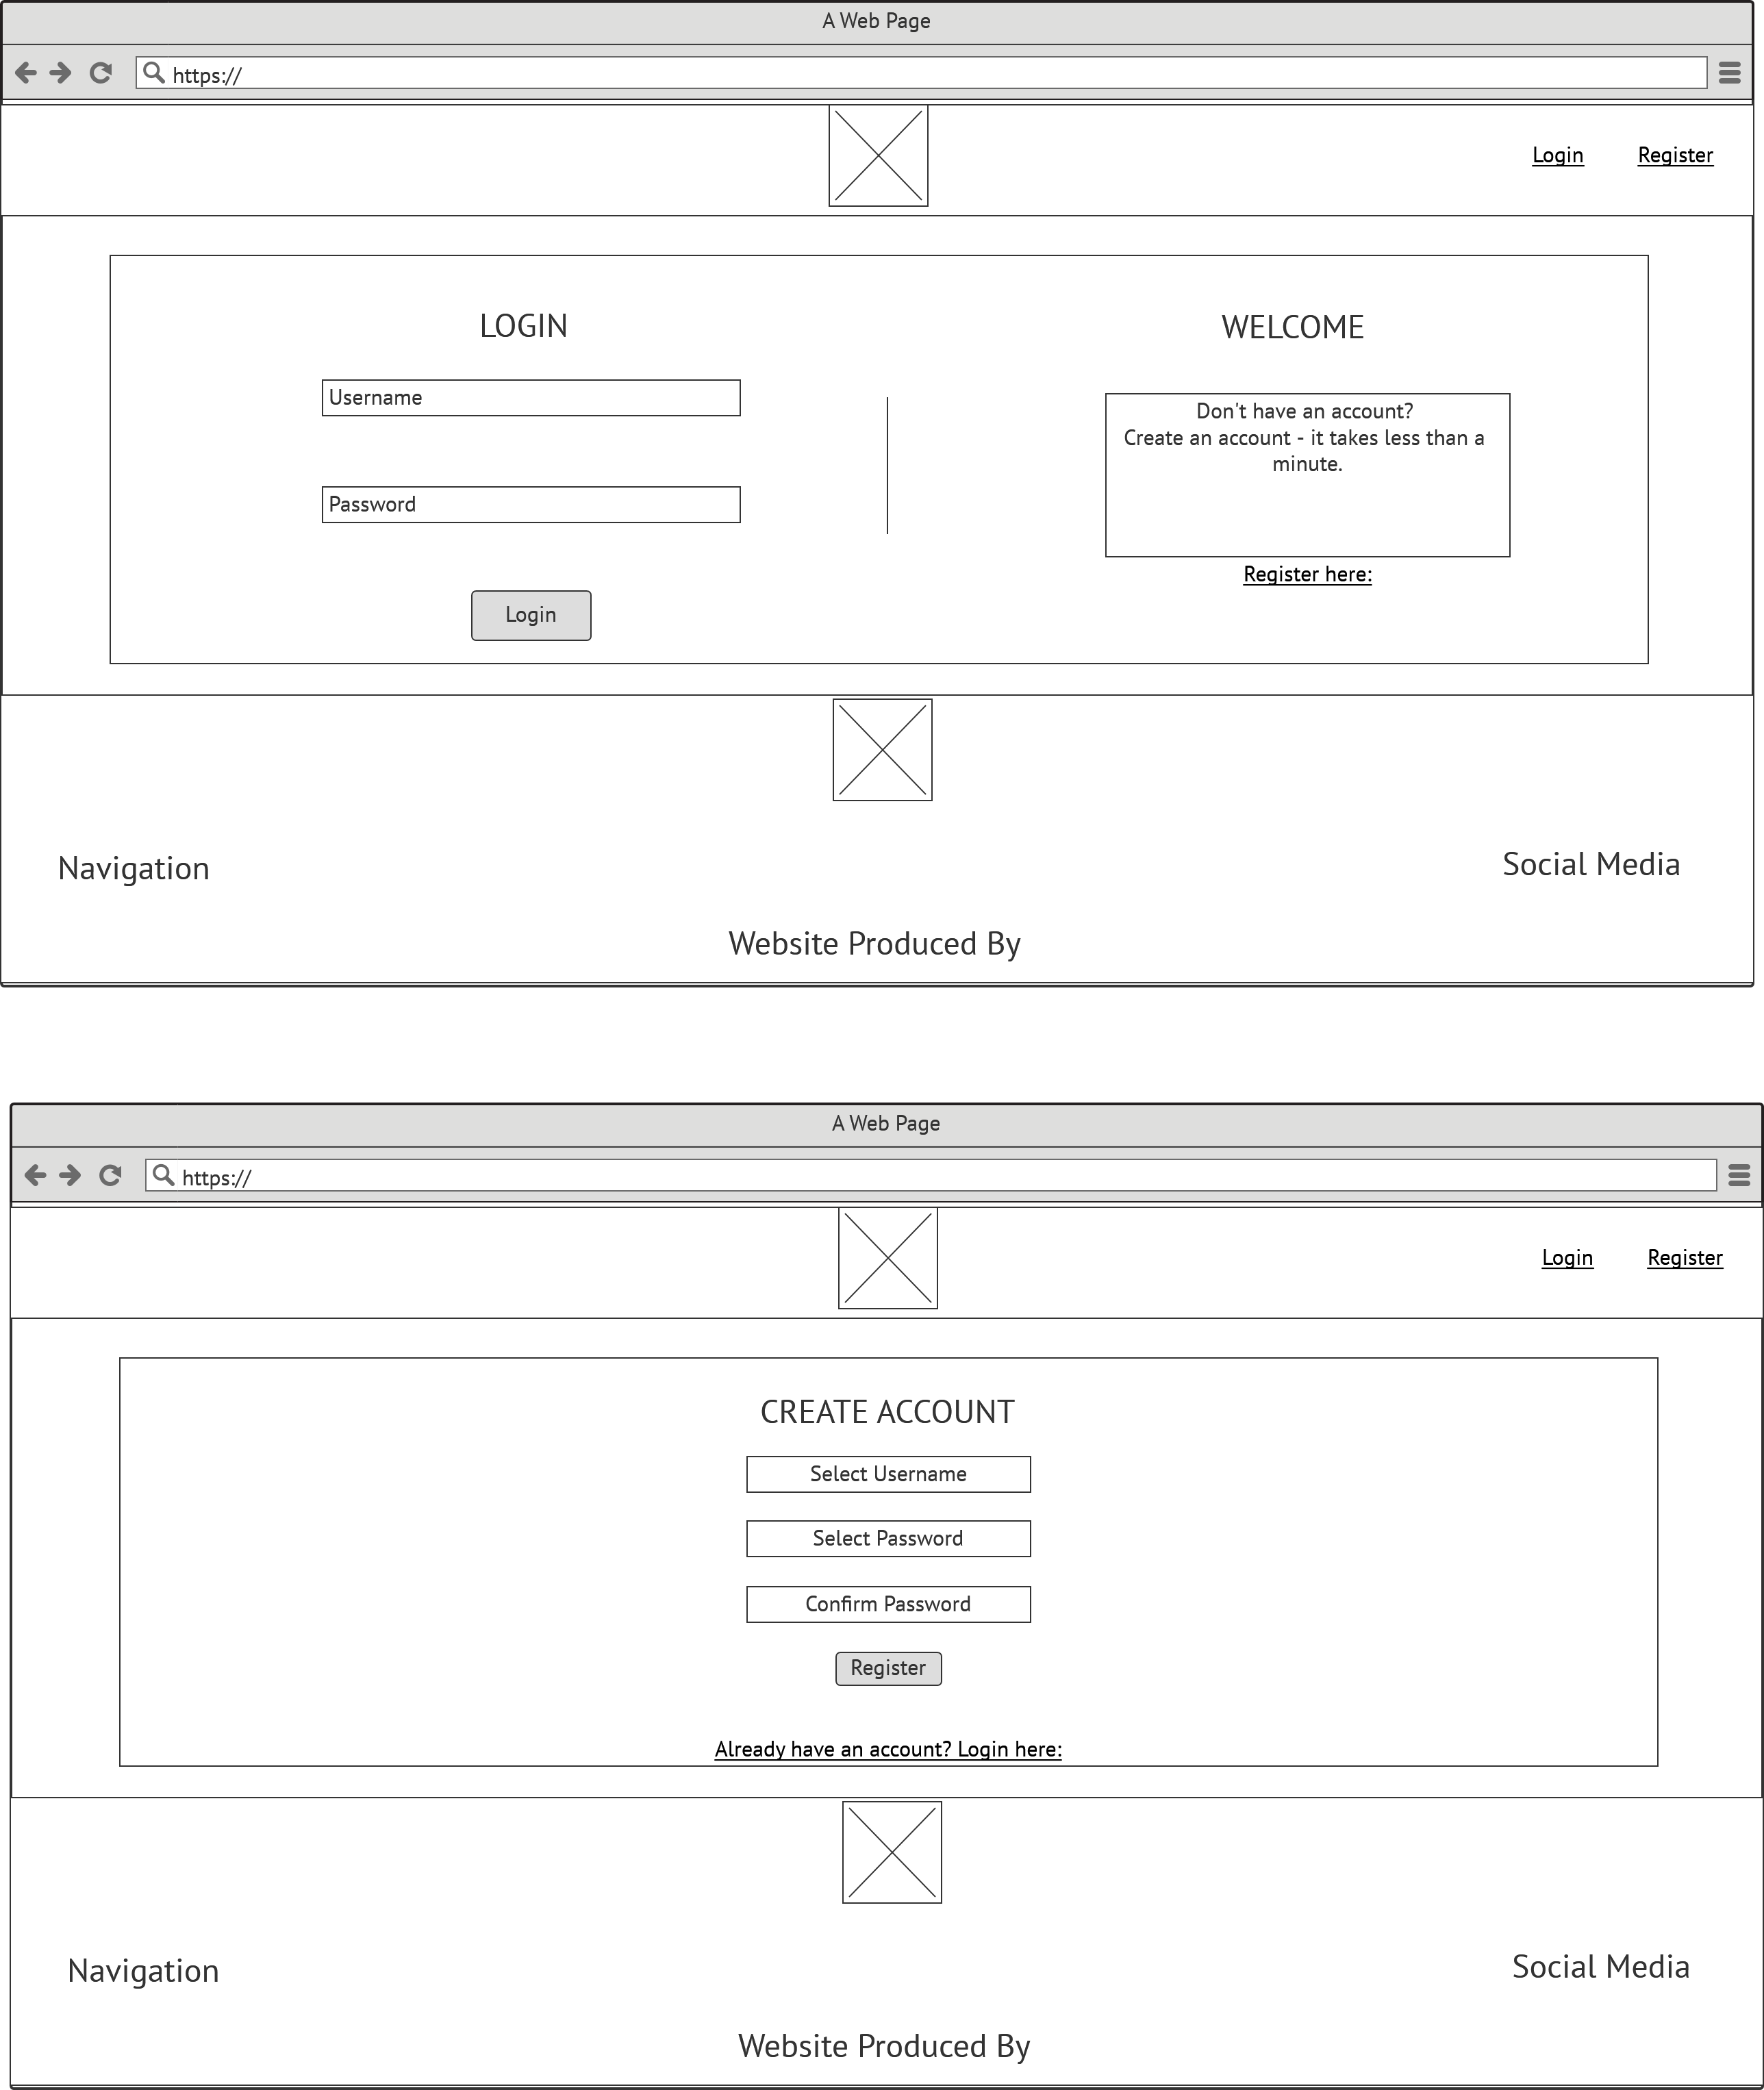 A Web Page
https://
Login Register
LOGIN
WELCOME
Username
Password
Login
Don't have an account?
Create an account - it takes less than a
minute.
Register here:
Navigation
Social Media
Website Produced By
A Web Page
https://
Login Register
CREATE ACCOUNT
Select Username
Select Password
Confirm Password
Register
Already have an account? Login here:
Navigation
Social Media
Website Produced By